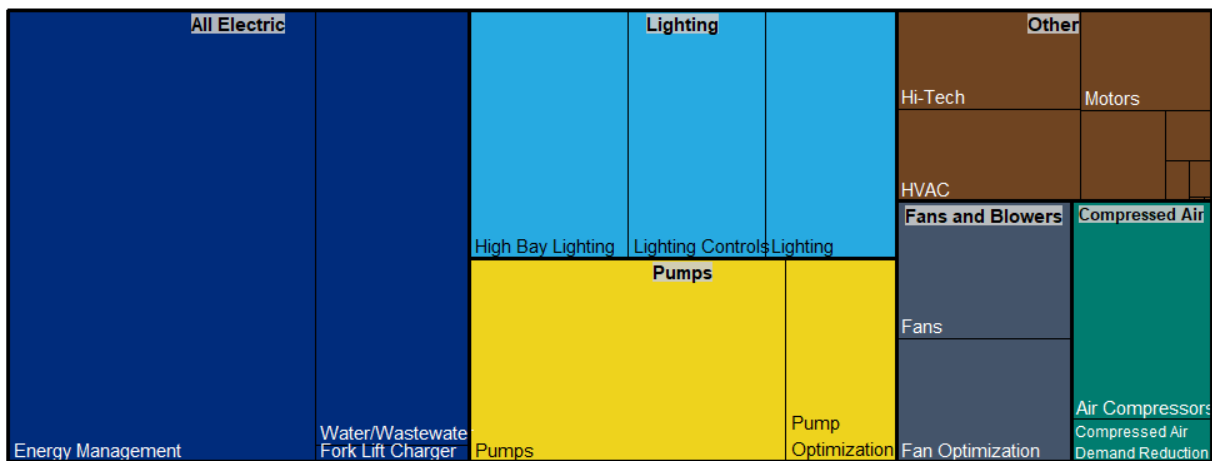 All Electric
Energy Management
Water/Wastewater
Fork Lift Charger
Lighting
High Bay Lighting
Lighting Controls
Lighting
Pumps
Pumps
Pump
Optimization
Other
Hi-Tech
Motors
HVAC
Fans and Blowers
Fans
Fan Optimization
Compressed Air
Air Compressors
Compressed Air
Demand Reduction